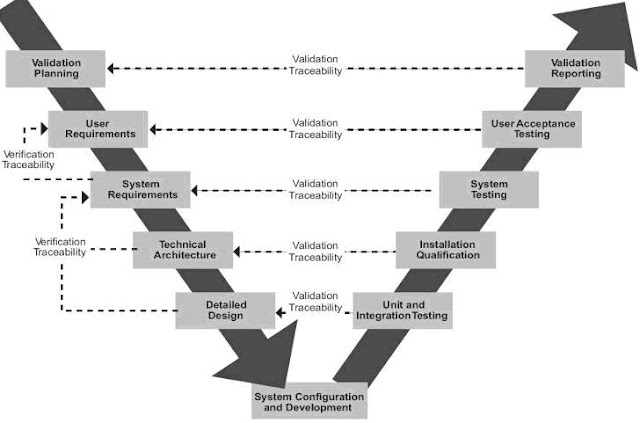 Validation
Planning
Validation
Traceability
Validation
Reporting
User
Requirements
Validation
Traceability
User Acceptance
Testing
Verification
Traceability
System
Requirements
Validation
Traceability
System
Testing
Verification
Traceability
Technical
Architecture
Validation
Traceability
Installation
Qualification
Detailed
Design
Validation
Traceability
Unit and
Integration Testing
System Configuration
and Development